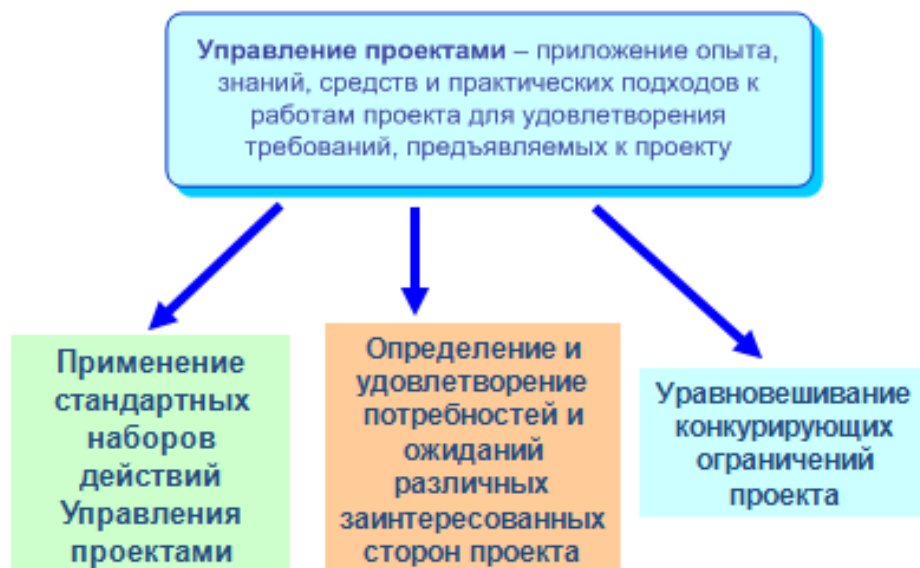 Управление проектами – приложение опыта,
знаний, средств и практических подходов к
работам проекта для удовлетворения
требований, предъявляемых к проекту
Применение
стандартных
наборов
действий
Управления
проектами
Определение и
удовлетворение
потребностей и
ожиданий
различных
заинтересованных
сторон проекта
Уравновешивание
конкурирующих
ограничений
проекта